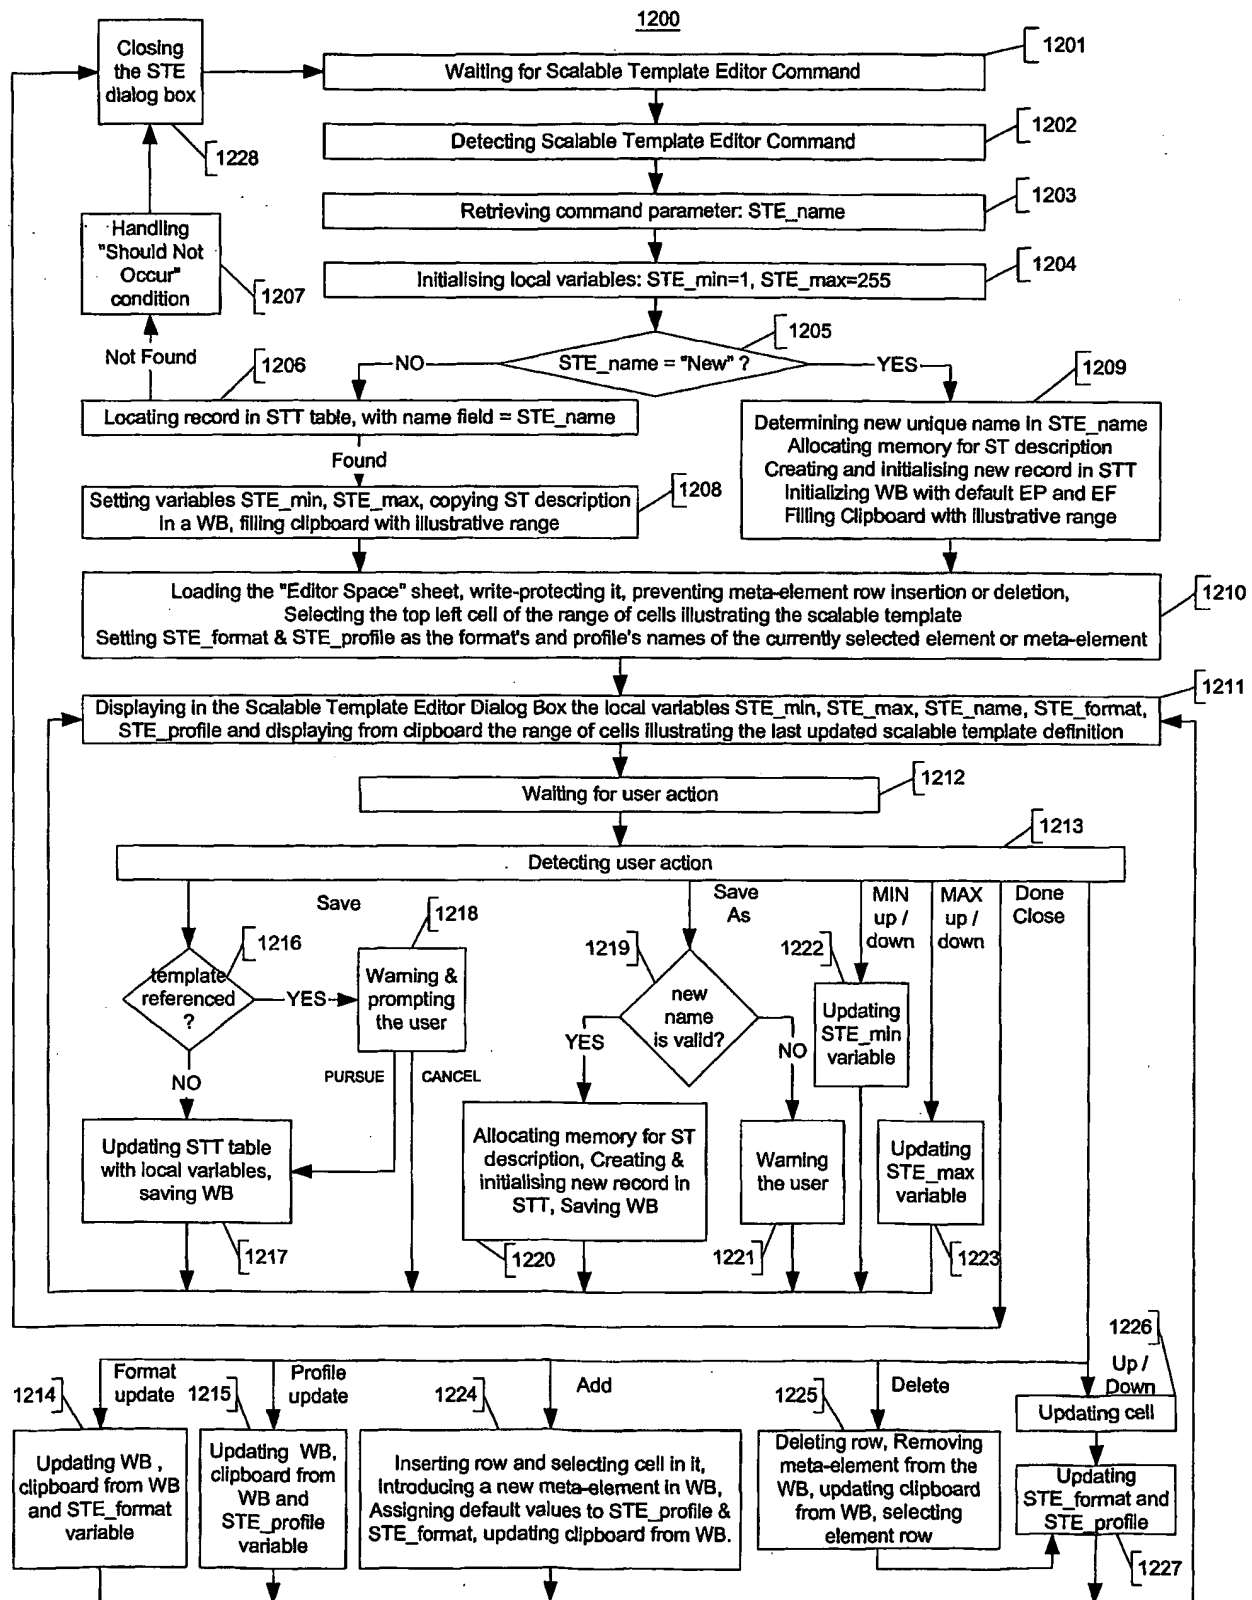 1200
Closing
the STE
dialog box
1228
Waiting for Scalable Template Editor Command
1201
Detecting Scalable Template Editor Command
1202
Retrieving command parameter: STE_name
1203
Initialising local variables: STE_min=1, STE_max=255
1204
Handling
"Should Not
Occur"
condition
1207
Not Found
1206
NO
STE_name = "New" ?
1205
YES
1209
Locating record in STT table, with name field = STE_name
Found
Setting variables STE_min, STE_max, copying ST description
in a WB, filling clipboard with illustrative range
1208
Determining new unique name in STE_name
Allocating memory for ST description
Creating and initialising new record in STT
Initializing WB with default EP and EF
Filling Clipboard with illustrative range
Loading the "Editor Space" sheet, write-protecting it, preventing meta-element row insertion or deletion,
Selecting the top left cell of the range of cells illustrating the scalable template
Setting STE_format & STE_profile as the format's and profile's names of the currently selected element or meta-element
1210
1211
Displaying in the Scalable Template Editor Dialog Box the local variables STE_min, STE_max, STE_name, STE_format,
STE_profile and displaying from clipboard the range of cells illustrating the last updated scalable template definition
Waiting for user action
1212
1213
Detecting user action
Save
Save
As
MIN
up /
down
MAX
up /
down
Done
Close
1216
template
referenced
?
YES
NO
1218
Warning &
prompting
the user
PURSUE
CANCEL
1219
new
name
is valid?
YES
NO
1222
Updating
STE_min
variable
Updating STT table
with local variables,
saving WB
1217
Allocating memory for ST
description, Creating &
initialising new record in
STT, Saving WB
1220
Warning
the user
1221
Updating
STE_max
variable
1223
1226
Format
update
1214
Profile
update
1215
Add
1224
Delete
1225
Up /
Down
Updating cell
Updating WB ,
clipboard from WB
and STE_format
variable
Updating WB,
clipboard from
WB and
STE_profile
variable
Inserting row and selecting cell in it,
Introducing a new meta-element in WB,
Assigning default values to STE_profile &
STE_format, updating clipboard from WB.
Deleting row, Removing
meta-element from the
WB, updating clipboard
from WB, selecting
element row
Updating
STE_format and
STE_profile
1227